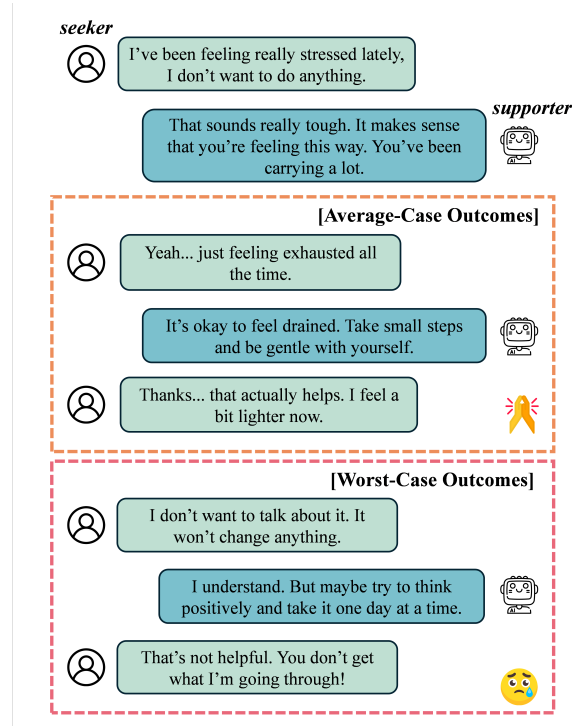 seeker
I've been feeling really stressed lately,
I don't want to do anything.
supporter
That sounds really tough. It makes sense
that you're feeling this way. You've been
carrying a lot.
AI
[Average-Case Outcomes]
Yeah... just feeling exhausted all
the time.
It's okay to feel drained. Take small steps
and be gentle with yourself.
AI
Thanks... that actually helps. I feel a
bit lighter now.
[Worst-Case Outcomes]
I don't want to talk about it. It
won't change anything.
I understand. But maybe try to think
positively and take it one day at a time.
AI
That's not helpful. You don't get
what I'm going through!